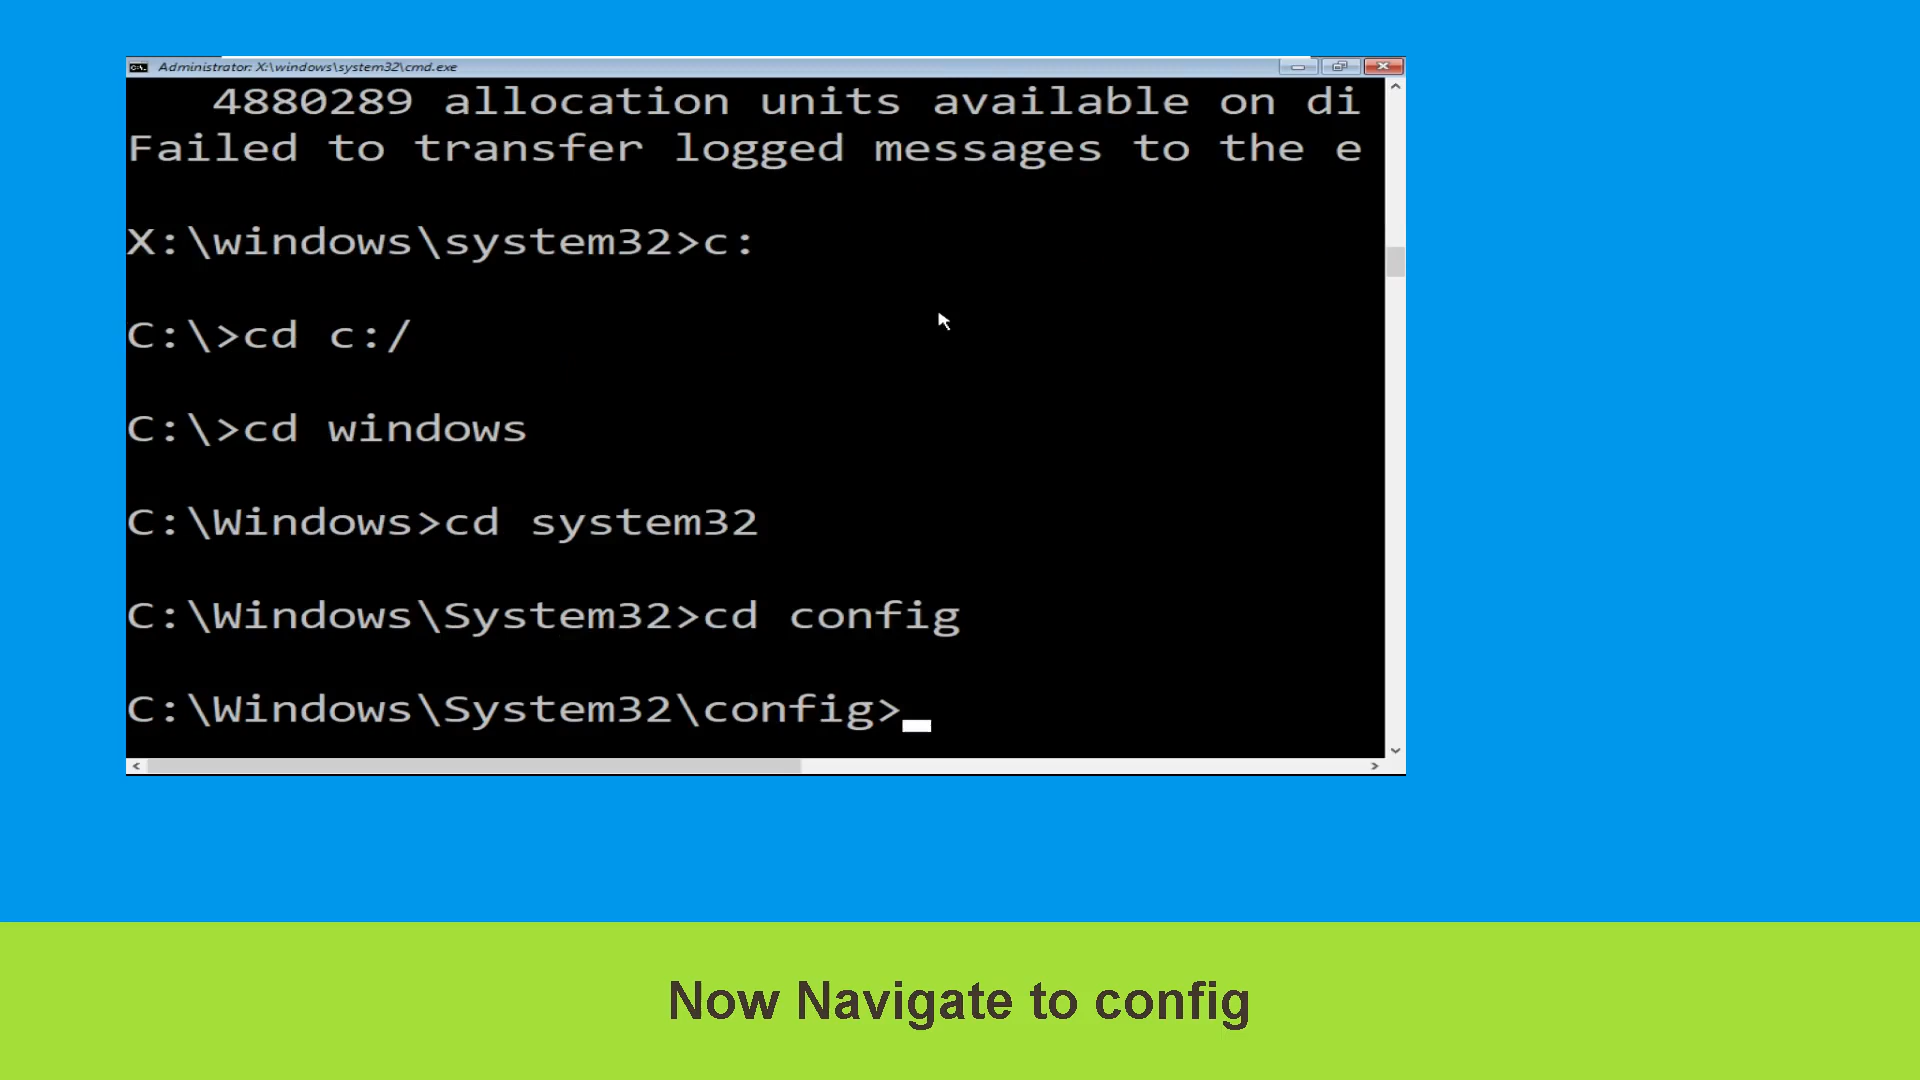 Administrator: X:\windows\system32\cmd.exe
4880289 allocation units available on di
Failed to transfer logged messages to the e
X:\windows\system32>c:
C:\>cd c:/
C:\>cd windows
C:\Windows>cd system32
C:\Windows\System32>cd config
C:\Windows\System32\config>
Now Navigate to config